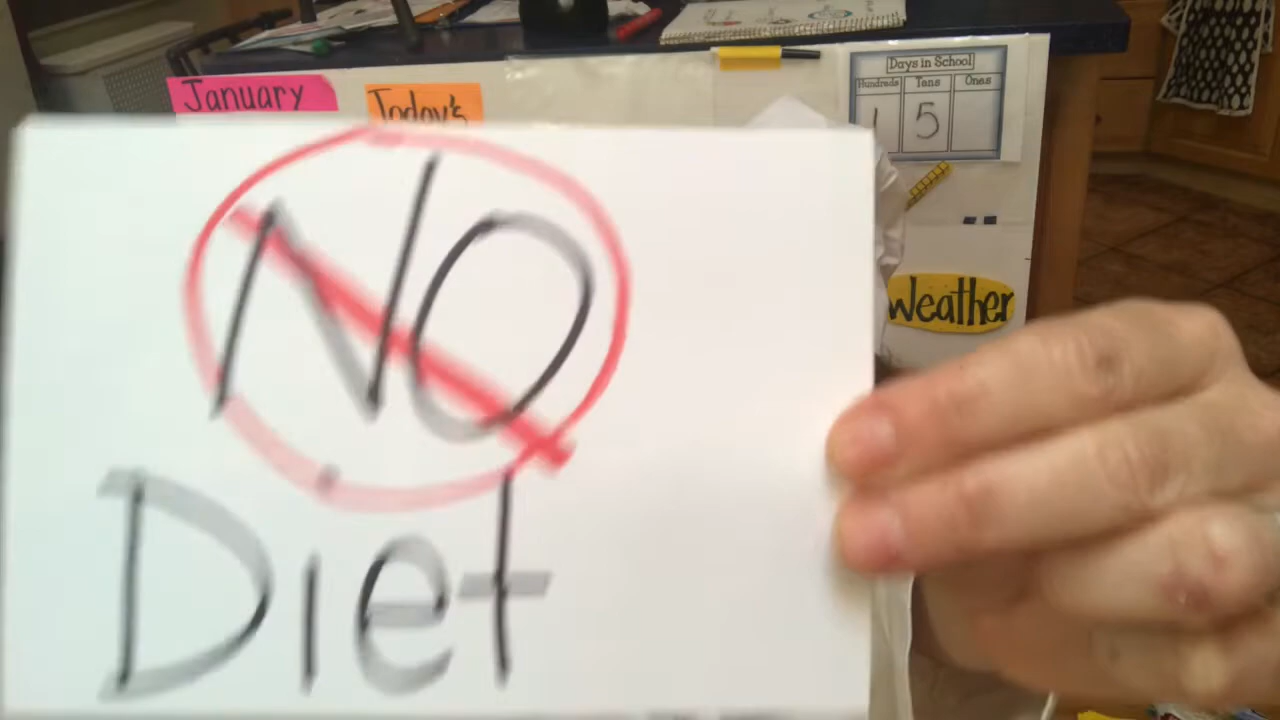 January
Today's
Days in School
Hundreds Tens Ones
1 5
Weather
NO
Diet